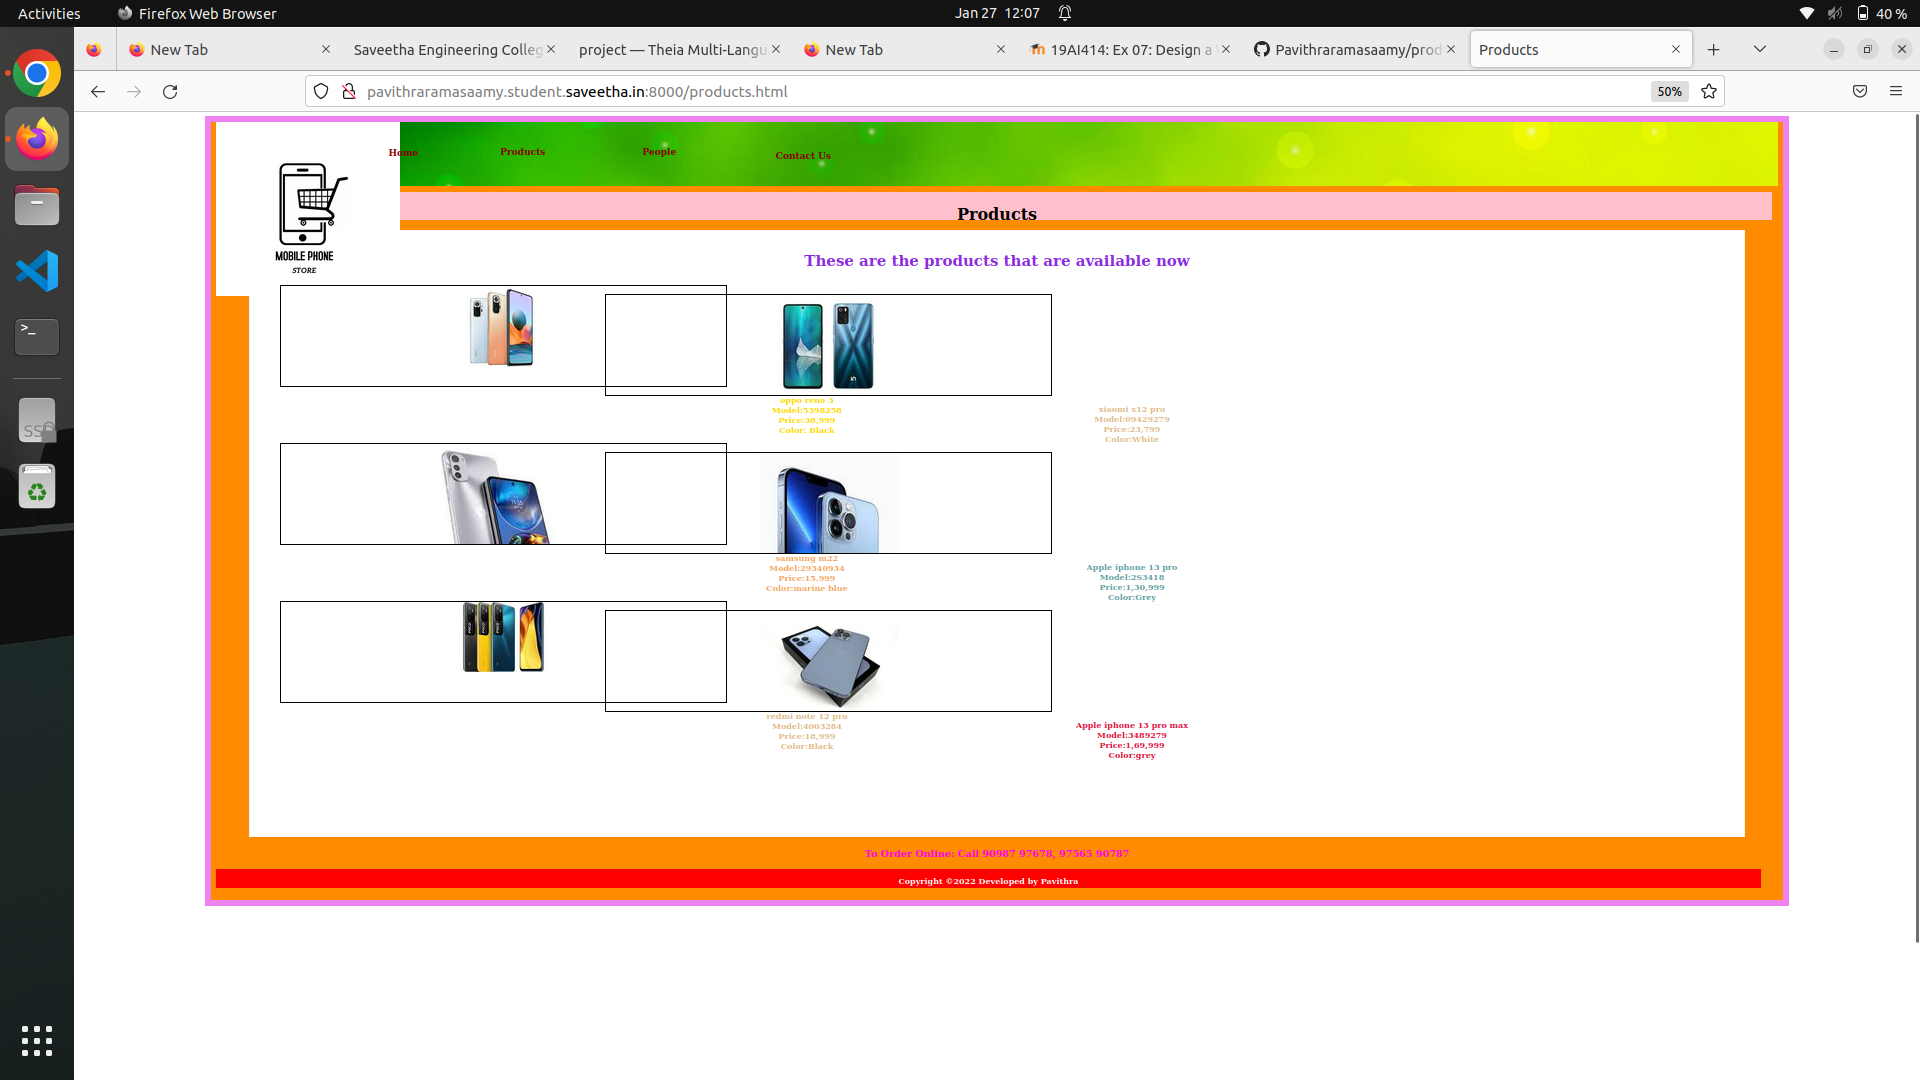 Activities
Firefox Web Browser
Jan 27 12:07
40 %
New Tab
Saveetha Engineering Colleg
project — Theia Multi-Langu
New Tab
19AI414: Ex 07: Design a
Pavithraramasaamy/prod
Products
pavithraramasaamy.student.saveetha.in:8000/products.html
50%
Home
Products
People
Contact Us
MOBILE PHONE
STORE
Products
These are the products that are available now
oppo reno 3
Model:5398258
Price:38,999
Color: Black
xiaomi x12 pro
Model:09429279
Price:23,799
Color:White
samsung m22
Model:29340934
Price:15.999
Color:marine blue
Apple iphone 13 pro
Model:2S3418
Price:1,30,999
Color:Grey
redmi note 12 pro
Model:4003284
Price:18,999
Color:Black
Apple iphone 13 pro max
Model:3489279
Price:1,69,999
Color:grey
To Order Online: Call 90987 97678, 97565 90787
Copyright ©2022 Developed by Pavithra
>_
SSD